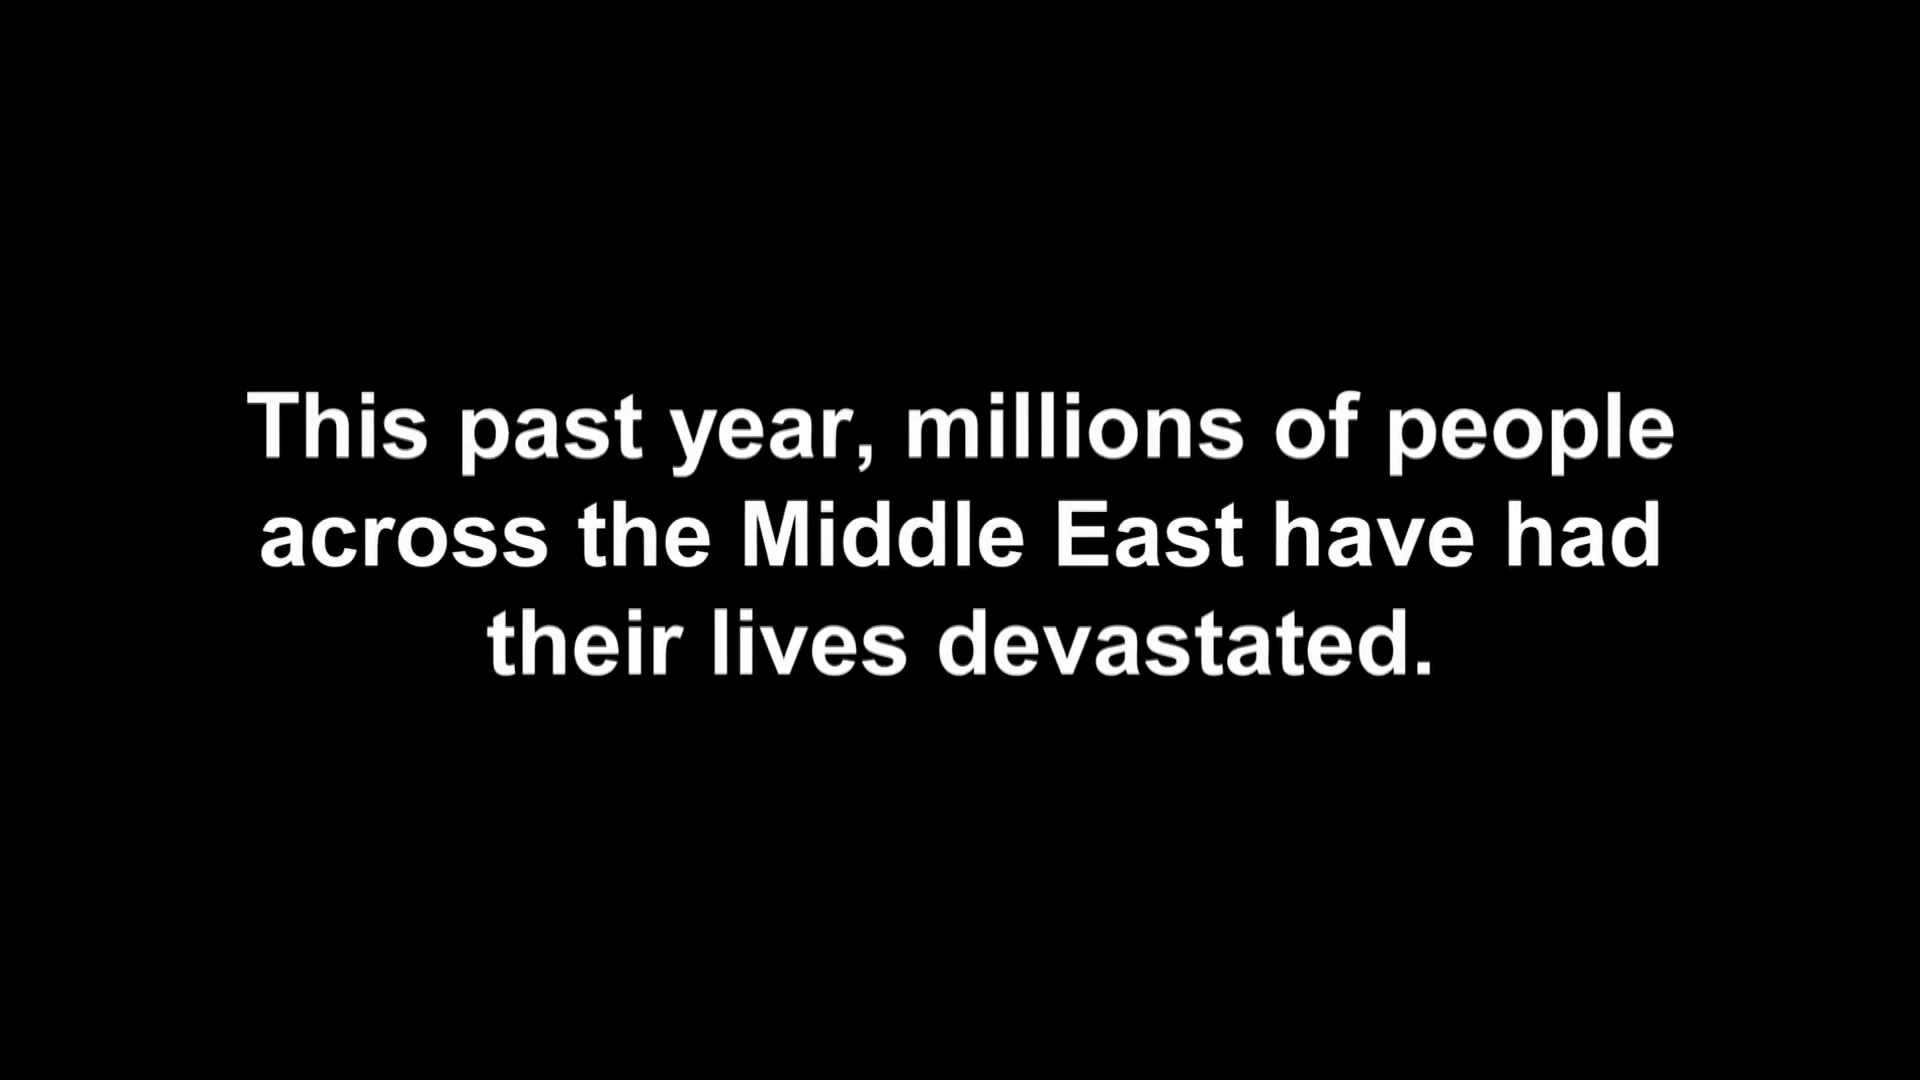 This past year, millions of people
across the Middle East have had
their lives devastated.